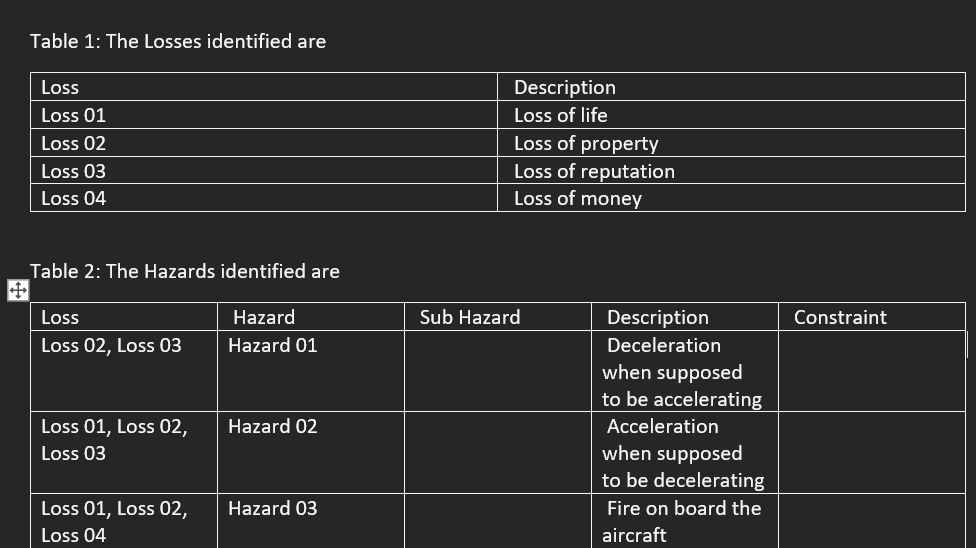 Table 1: The Losses identified are
Loss Description
Loss 01 Loss of life
Loss 02 Loss of property
Loss 03 Loss of reputation
Loss 04 Loss of money
Table 2: The Hazards identified are
Loss Hazard Sub Hazard Description Constraint
Loss 02, Loss 03 Hazard 01 Deceleration
when supposed
to be accelerating
Loss 01, Loss 02, Hazard 02 Acceleration
Loss 03 when supposed
to be decelerating
Loss 01, Loss 02, Hazard 03 Fire on board the
Loss 04 aircraft